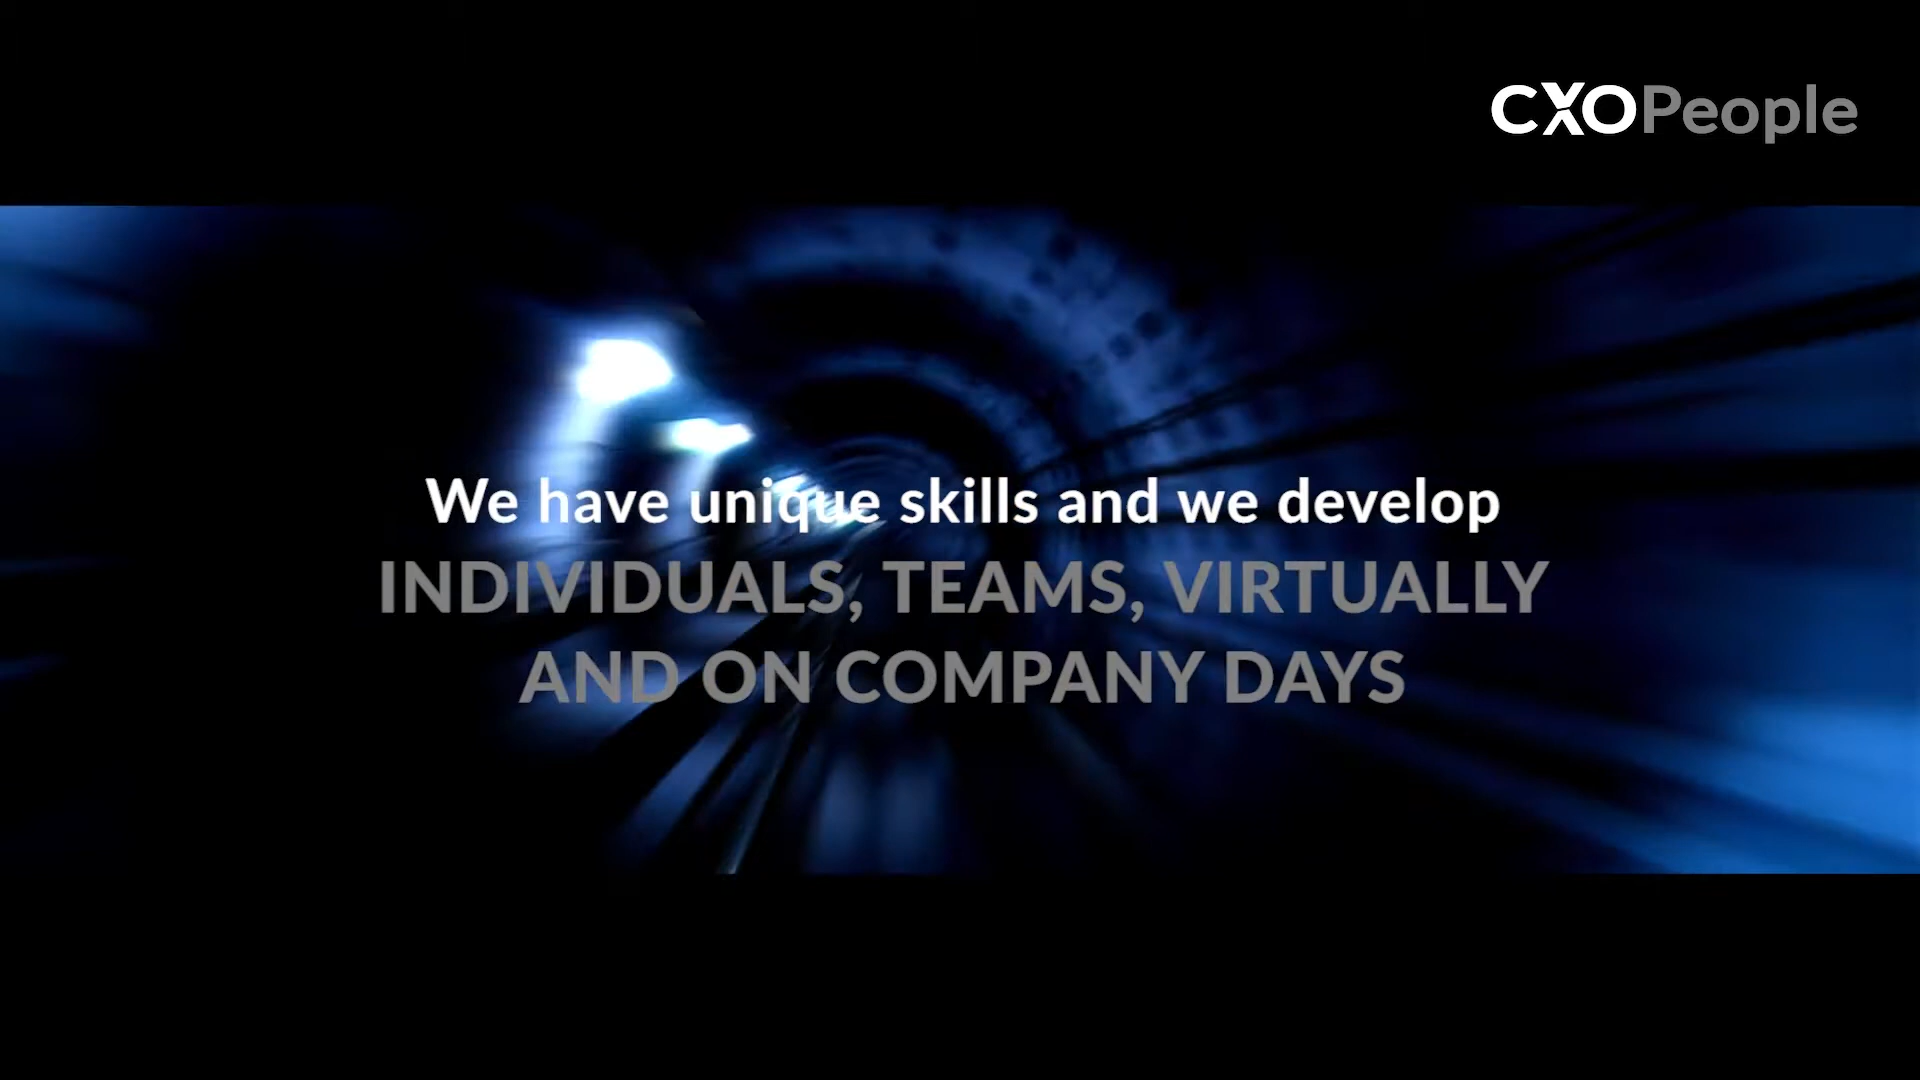 CXOPeople
We have unique skills and we develop
INDIVIDUALS, TEAMS, VIRTUALLY
AND ON COMPANY DAYS